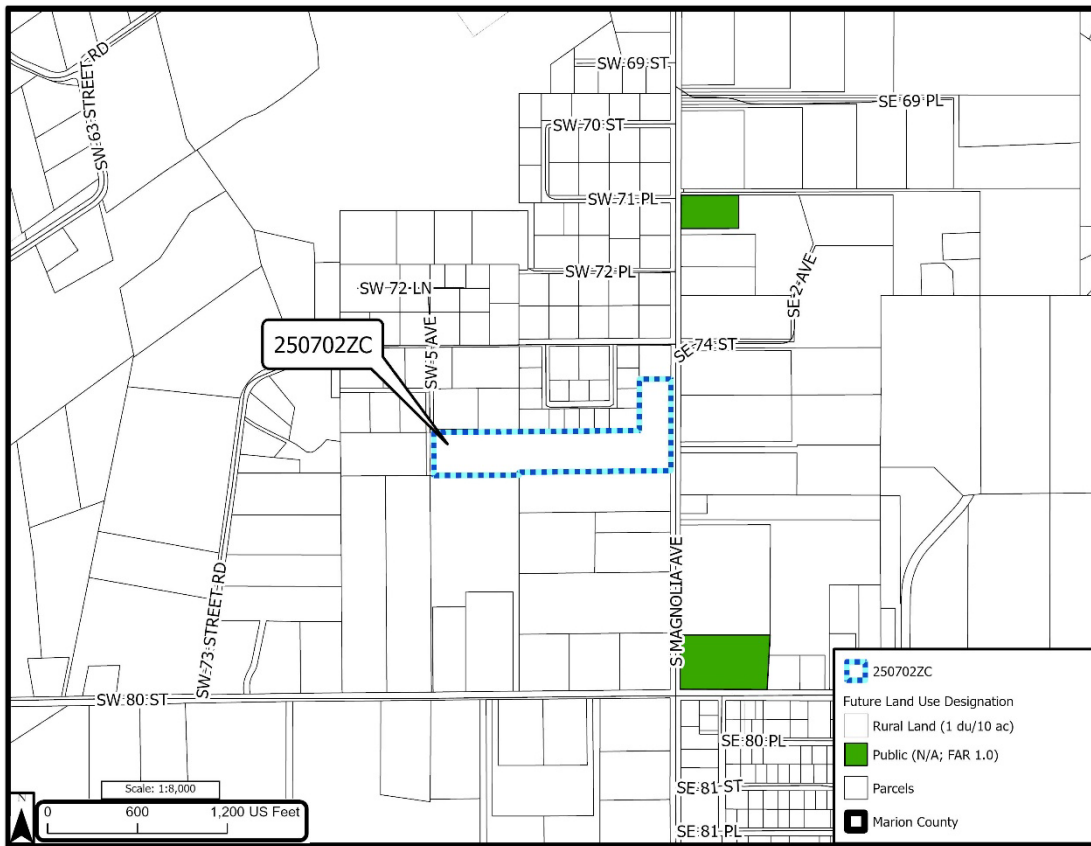 SW 63 STREET RD
SW 69 ST
SE 69 PL
SW 70 ST
SW 71 PL
SW 72 PL
SW 72 LN
SE 2 AVE
250702ZC
SW 5 AVE
SE 74 ST
S MAGNOLIA AVE
SW 73 STREET RD
SW 80 ST
SE 80 PL
SE 81 ST
SE 81 PL
Scale: 1:8,000
N
0 600 1,200 US Feet
250702ZC
Future Land Use Designation
Rural Land (1 du/10 ac)
Public (N/A; FAR 1.0)
Parcels
Marion County